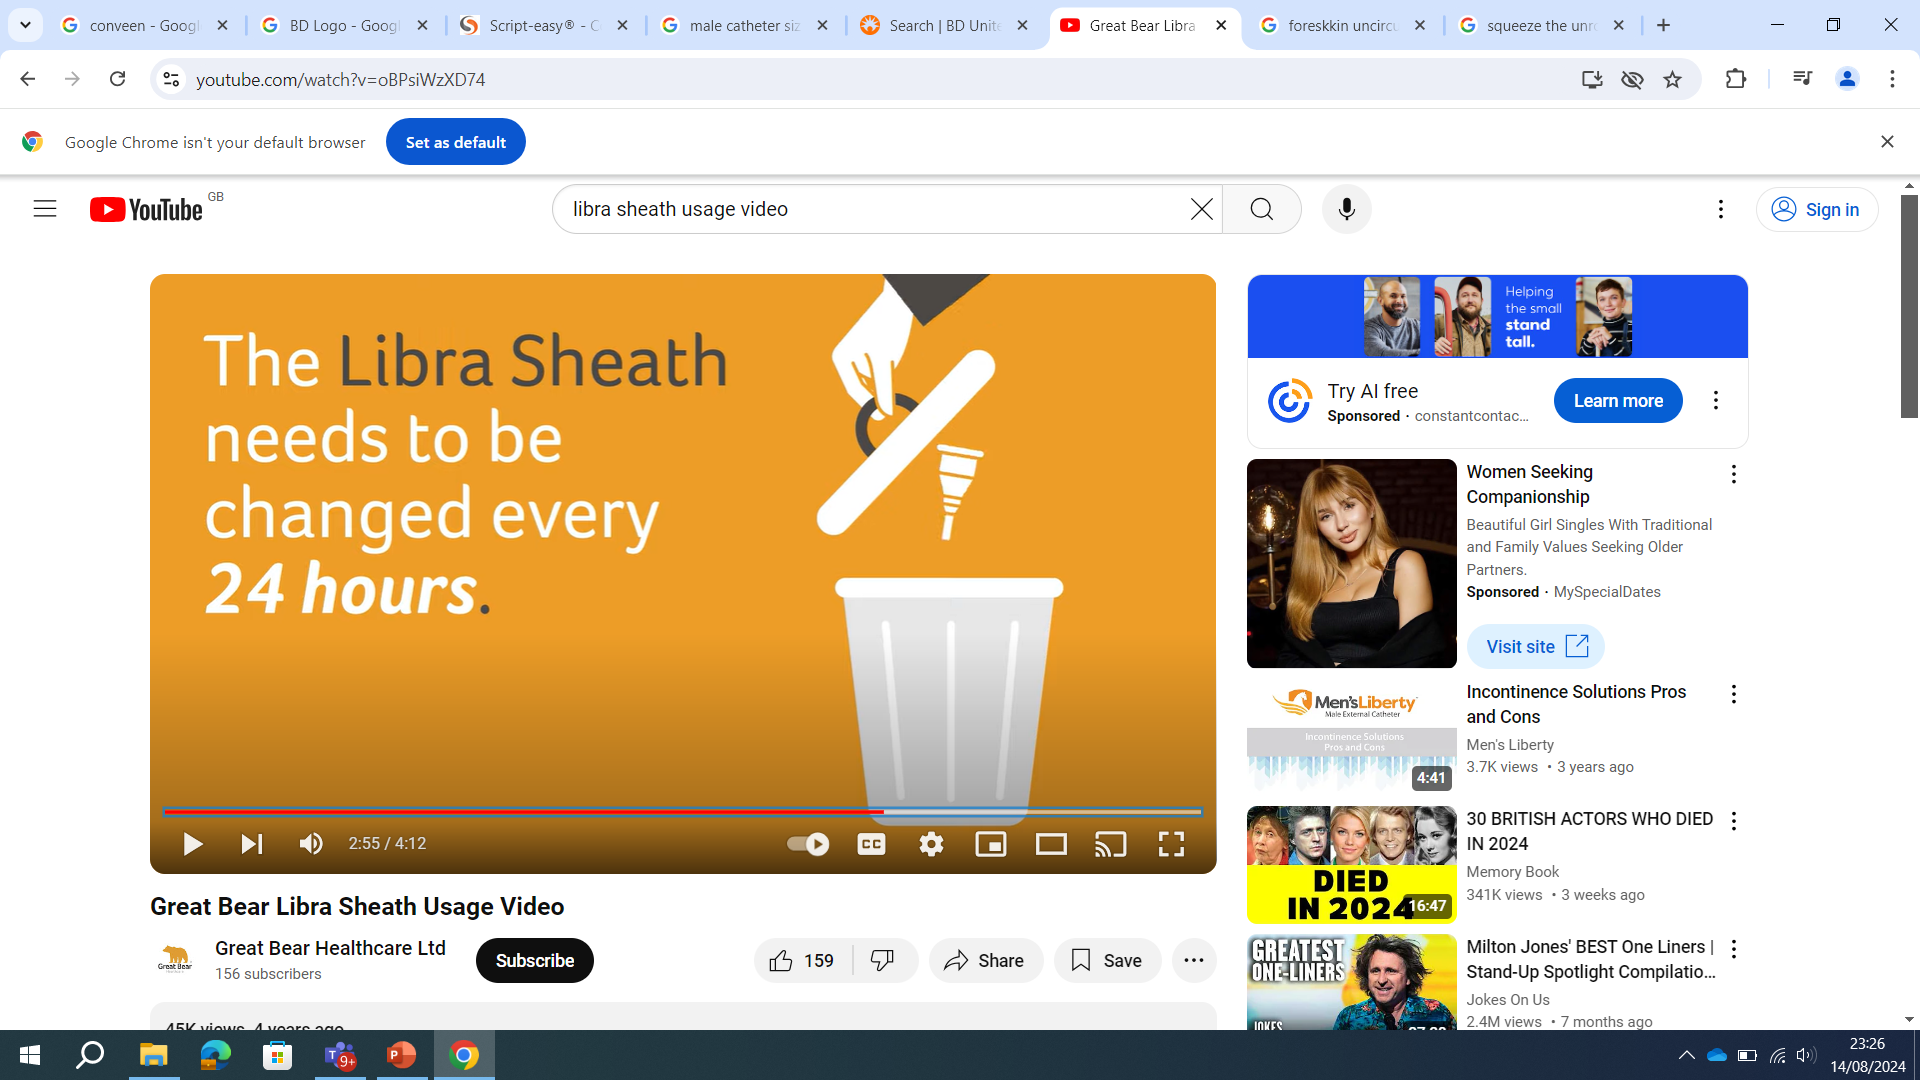 conveen - Googl
BD Logo - Googl
Script-easy® - C
male catheter siz
Search | BD Unite
Great Bear Libra
foreskkin uncircu
squeeze the unro
youtube.com/watch?v=oBPsiWzXD74
Google Chrome isn't your default browser
Set as default
YouTube GB
libra sheath usage video
Sign in
The Libra Sheath
needs to be
changed every
24 hours.
2:55 / 4:12
CC
Great Bear Libra Sheath Usage Video
Great Bear
Great Bear Healthcare Ltd
156 subscribers
Subscribe
159
Share
Save
45K views 4 years ago
Helping
the small
stand
tall.
Try AI free
Sponsored · constantcontac...
Learn more
Women Seeking
Companionship
Beautiful Girl Singles With Traditional
and Family Values Seeking Older
Partners.
Sponsored · MySpecialDates
Visit site
Men'sLiberty
Male External Catheter
Incontinence Solutions
Pros and Cons
4:41
Incontinence Solutions Pros
and Cons
Men's Liberty
3.7K views • 3 years ago
DIED
IN 2024
16:47
30 BRITISH ACTORS WHO DIED
IN 2024
Memory Book
341K views • 3 weeks ago
GREATEST
ONE-LINERS
JOKES
Milton Jones' BEST One Liners |
Stand-Up Spotlight Compilatio...
Jokes On Us
2.4M views • 7 months ago
9+
23:26
14/08/2024